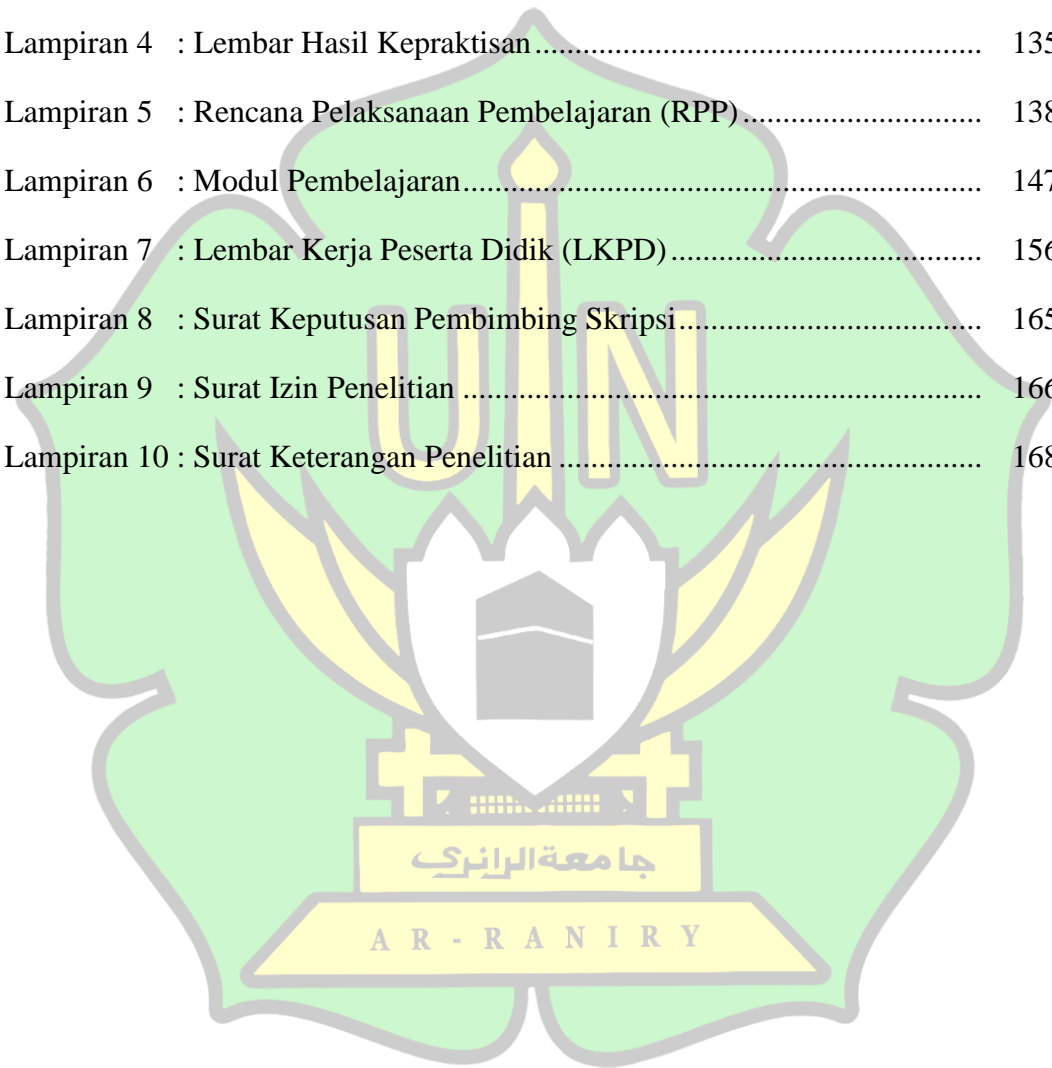 Lampiran 4 : Lembar Hasil Kepraktisan ........................................................ 135
Lampiran 5 : Rencana Pelaksanaan Pembelajaran (RPP) ............................. 138
Lampiran 6 : Modul Pembelajaran ................................................................ 147
Lampiran 7 : Lembar Kerja Peserta Didik (LKPD) ...................................... 156
Lampiran 8 : Surat Keputusan Pembimbing Skripsi ..................................... 165
Lampiran 9 : Surat Izin Penelitian ................................................................ 166
Lampiran 10 : Surat Keterangan Penelitian .................................................... 168
UIN
جامعة الرانري
AR-RANIRY